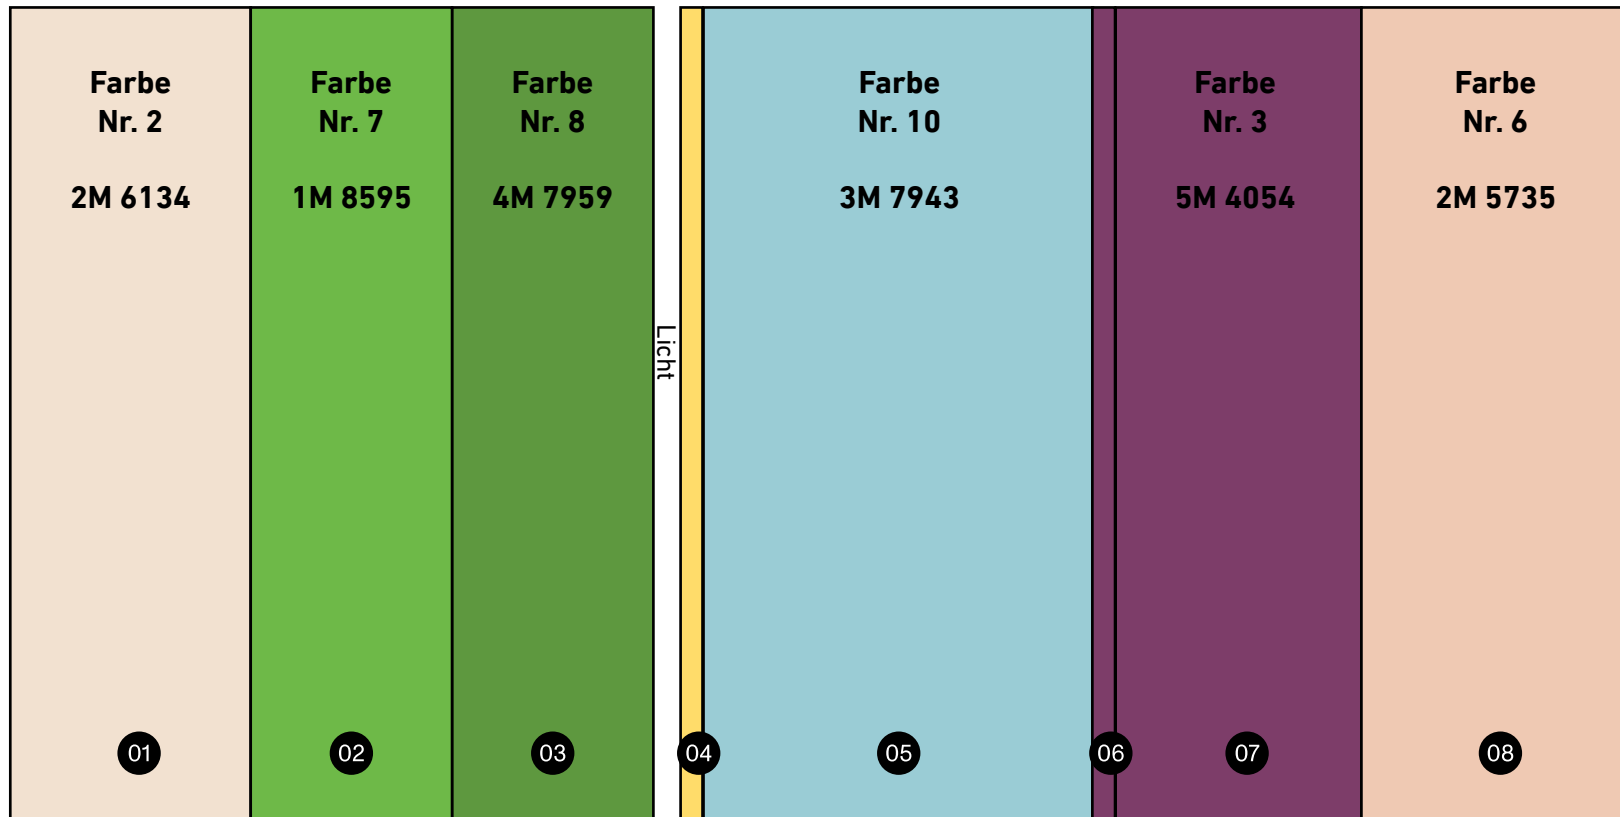 Farbe
Nr. 2
2M 6134
Farbe
Nr. 7
1M 8595
Farbe
Nr. 8
4M 7959
Licht
Farbe
Nr. 10
3M 7943
Farbe
Nr. 3
5M 4054
Farbe
Nr. 6
2M 5735
01
02
03
04
05
06
07
08